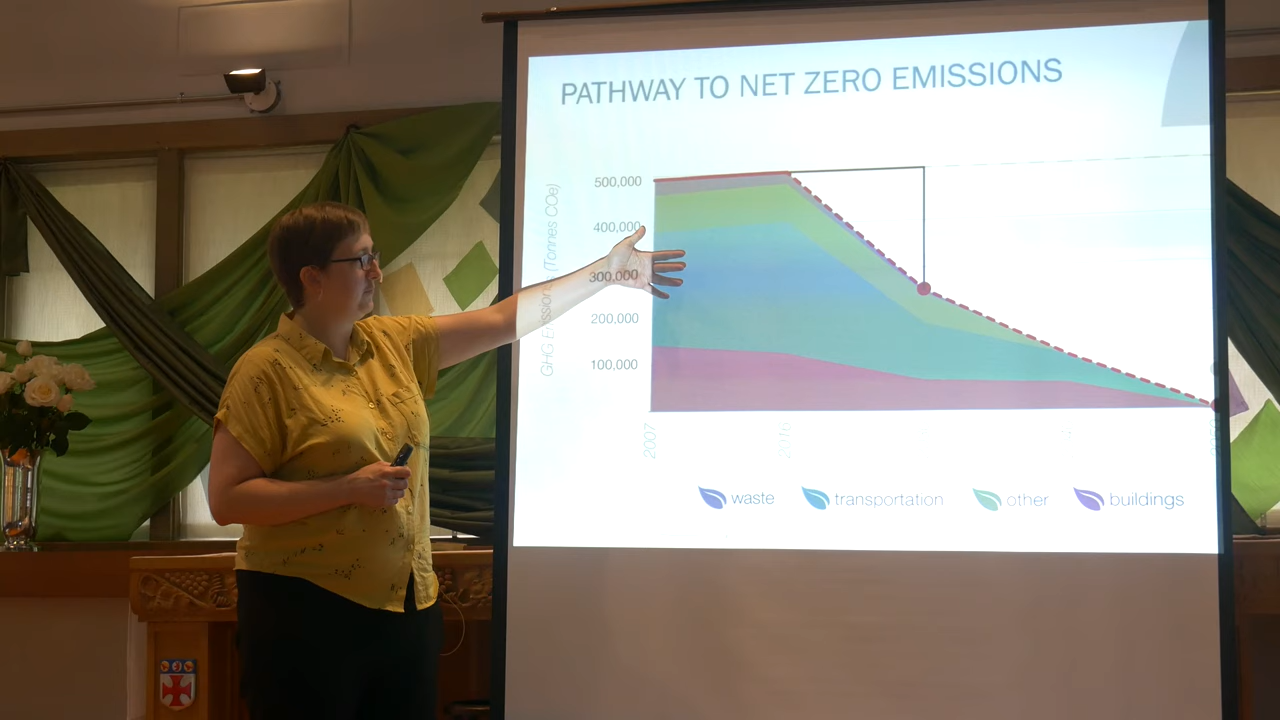 PATHWAY TO NET ZERO EMISSIONS
500,000
400,000
300,000
200,000
100,000
GHG Emissions (Tonnes COe)
2007
2016
waste
transportation
other
buildings